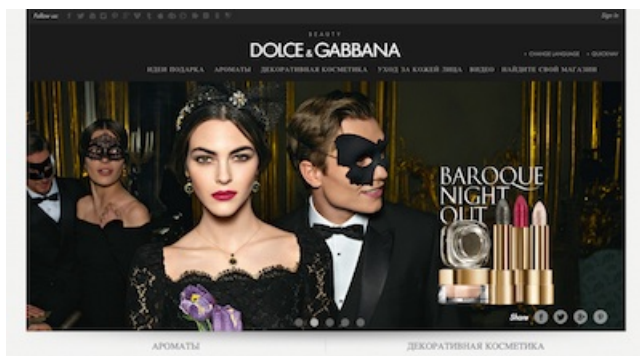 Follow us:
Sign In
BEAUTY
DOLCE & GABBANA
CHANGE LANGUAGE
QUICKNAV
ИДЕИ ПОДАРКА АРОМАТЫ ДЕКОРАТИВНАЯ КОСМЕТИКА УХОД ЗА КОЖЕЙ ЛИЦА ВИДЕО НАЙДИТЕ СВОЙ МАГАЗИН
BAROQUE
NIGHT
OUT
Share
АРОМАТЫ
ДЕКОРАТИВНАЯ КОСМЕТИКА